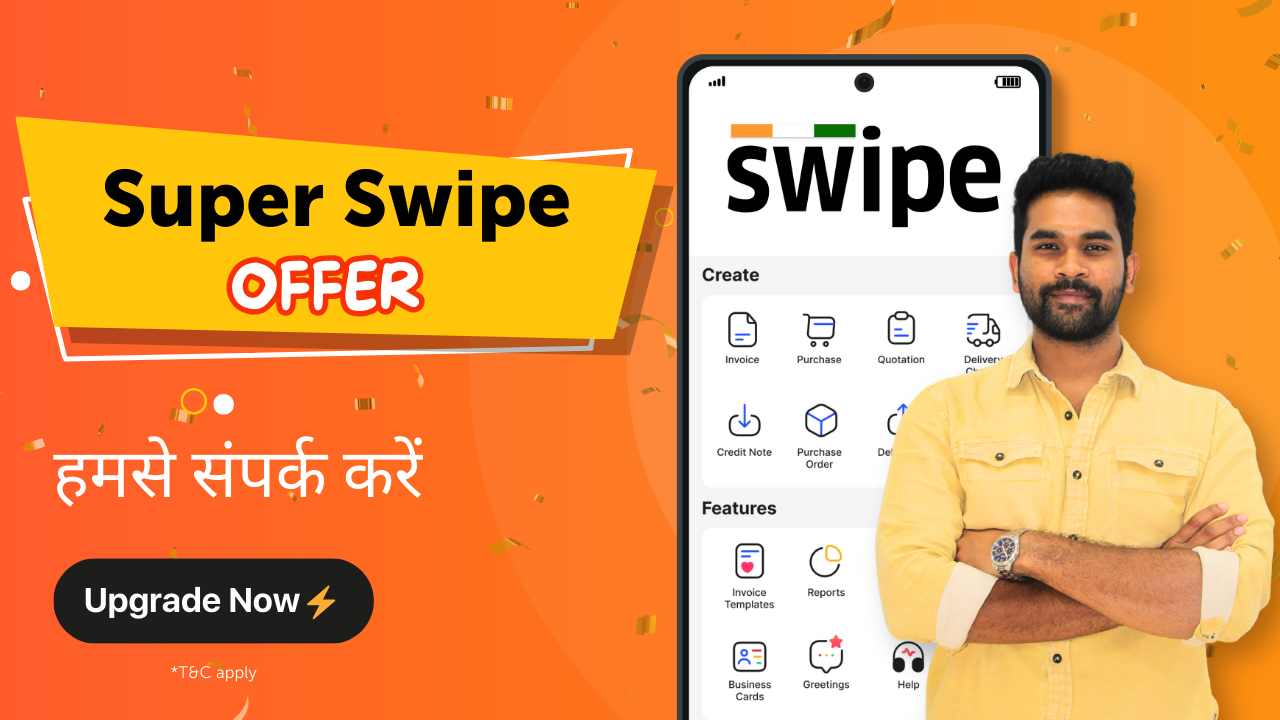 Super Swipe
OFFER
हमसे संपर्क करें
Upgrade Now
*T&C apply
swipe
Create
Invoice
Purchase
Quotation
Delivery
Credit Note
Purchase
Order
Features
Invoice
Templates
Reports
Business
Cards
Greetings
Help